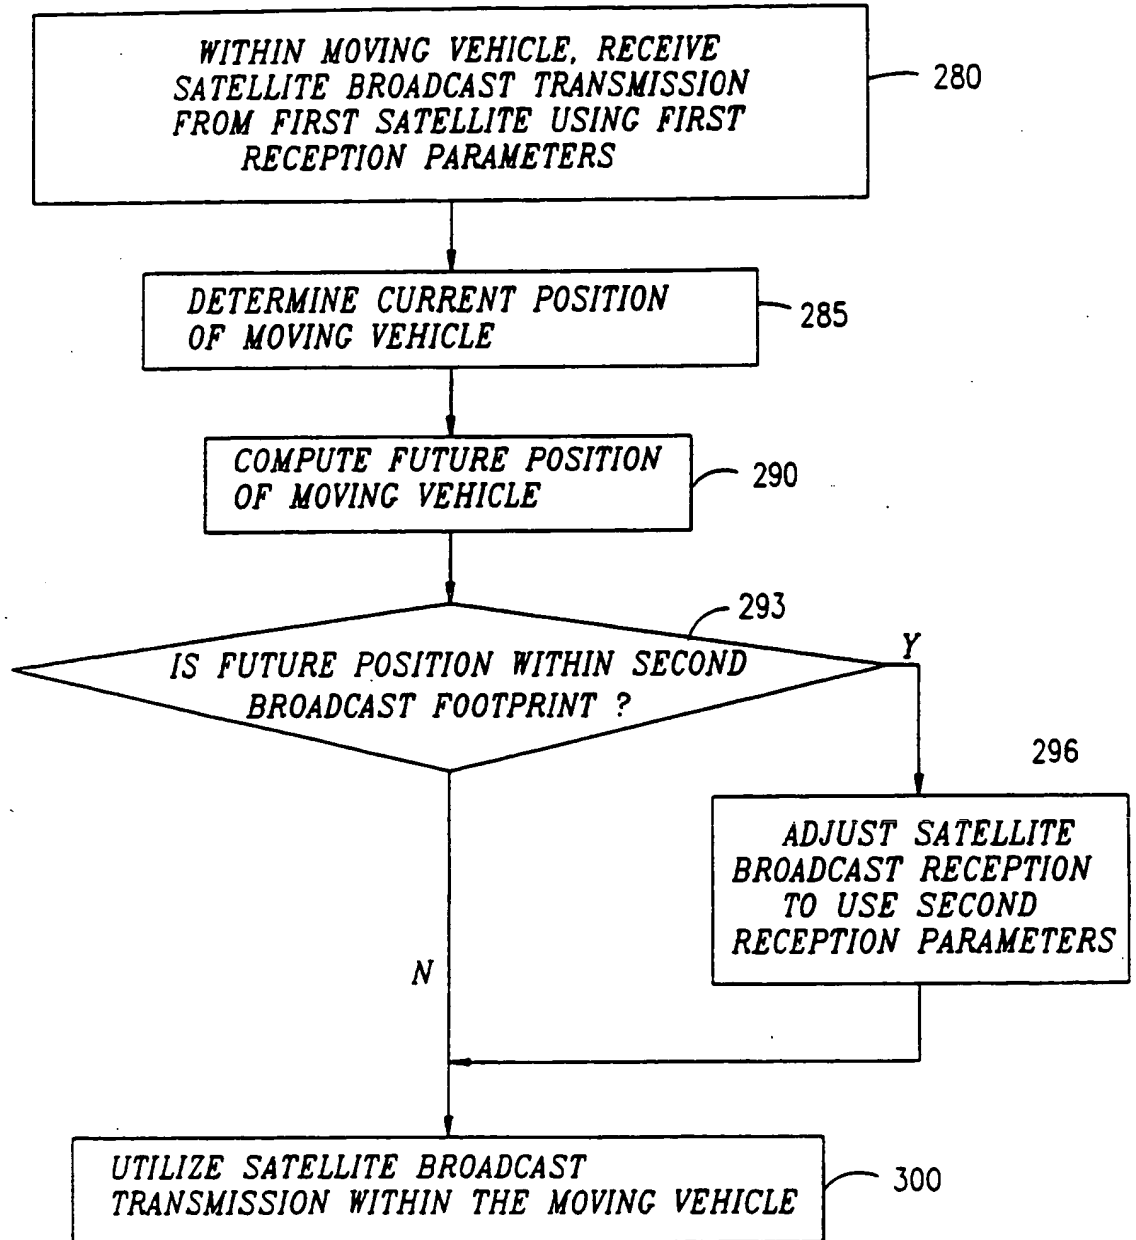 WITHIN MOVING VEHICLE, RECEIVE
SATELLITE BROADCAST TRANSMISSION
FROM FIRST SATELLITE USING FIRST
RECEPTION PARAMETERS
280
DETERMINE CURRENT POSITION
OF MOVING VEHICLE
285
COMPUTE FUTURE POSITION
OF MOVING VEHICLE
290
293
IS FUTURE POSITION WITHIN SECOND
BROADCAST FOOTPRINT ?
Y
296
ADJUST SATELLITE
BROADCAST RECEPTION
TO USE SECOND
RECEPTION PARAMETERS
N
UTILIZE SATELLITE BROADCAST
TRANSMISSION WITHIN THE MOVING VEHICLE
300